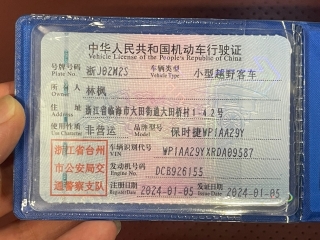 中华人民共和国机动车行驶证
Vehicle License of the People's Republic of China
号牌号码 浙J02MZ5 车辆类型 小型越野客车
Plate No. Vehicle Type
所有人 林枫
Owner
住址 浙江省临海市大田街道大田桥村1-42号
Address
使用性质 非营运 品牌型号 保时捷WP1AA29Y
Use Character Model
浙江省台州 车辆识别代号 WP1AA29YXRDA09587
VIN
市公安局交 发动机号码 DCB926155
Engine No.
通警察支队 注册日期 2024-01-05 发证日期 2024-01-05
Register Date Issue Date